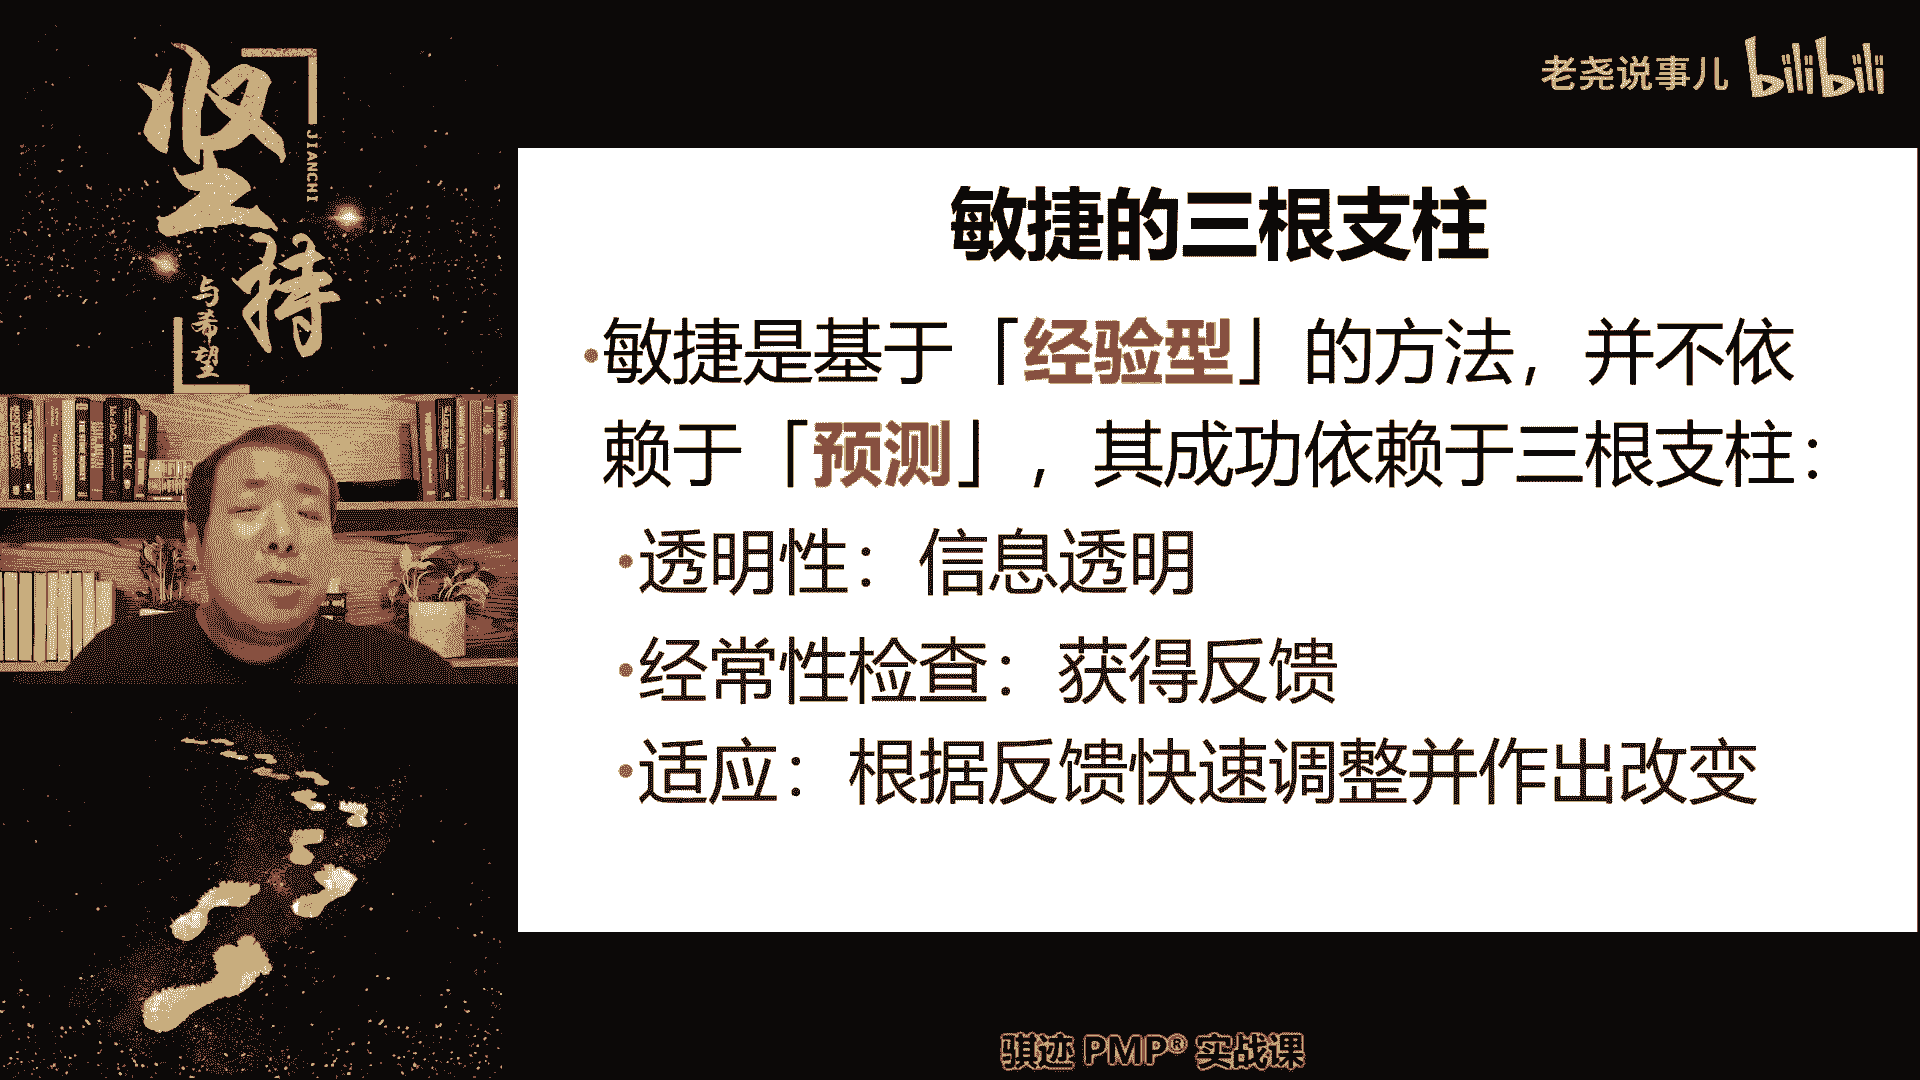 坚持
JIANCHI
与希望
老尧说事儿 bilibili
敏捷的三根支柱
•敏捷是基于「经验型」的方法，并不依
赖于「预测」，其成功依赖于三根支柱：
•透明性：信息透明
•经常性检查：获得反馈
•适应：根据反馈快速调整并作出改变
骐迹 PMP® 实战课